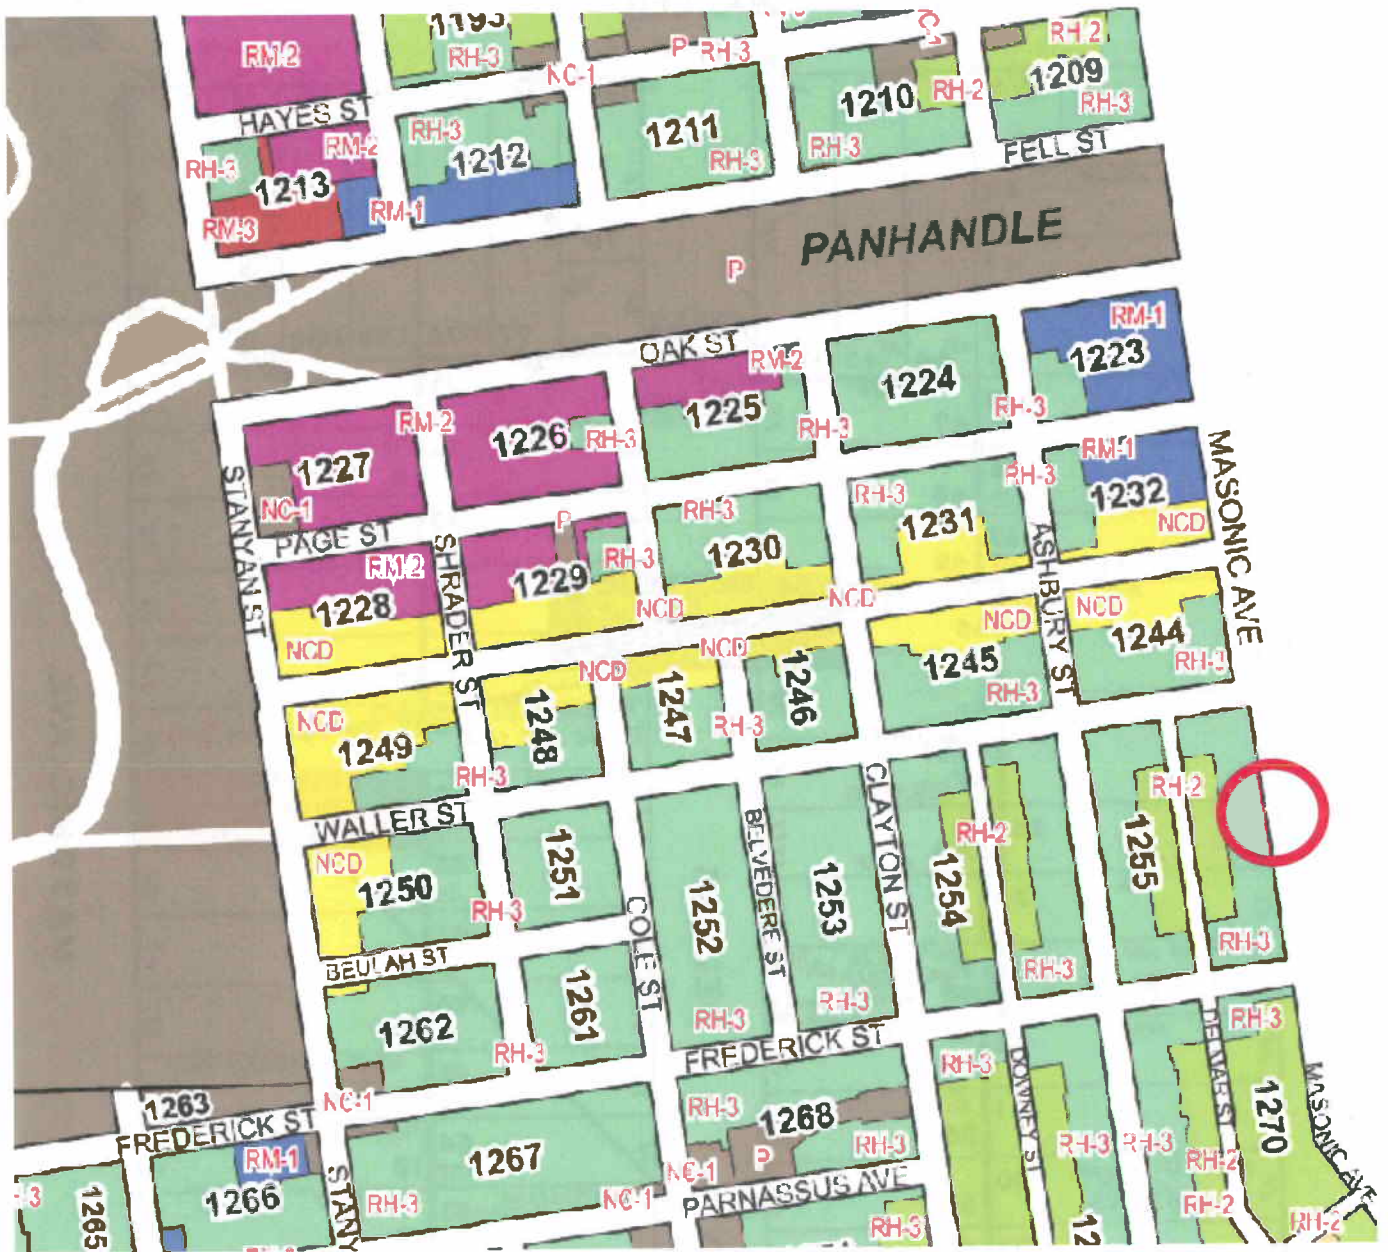 1193
RM-2
RH-3
NC-1
P
RH-3
RH-2
1209
RH-3
1210
RH-2
RH-3
1211
RH-3
HAYES ST
RH-3
1212
RM-2
RH-3
1213
RM-1
RM-3
FELL ST
PANHANDLE
P
OAK ST
RM-2
RM-1
1223
1224
RH-3
1225
RH-3
RM-2
1226
RH-3
1227
NC-1
PAGE ST
STANYAN ST
MASONIC AVE
RM-1
RH-3
1232
NCD
RH-3
1231
RH-3
1230
P
RH-3
1229
SHRADER ST
RM-2
1228
NCD
NCD
NCD
ASHBURY ST
NCD
NCD
1244
RH-3
1245
RH-3
NCD
1246
NCD
1247
RH-3
1248
NCD
1249
RH-3
WALLER ST
RH-2
1255
CLAYTON ST
RH-2
1254
BELVEDERE ST
1253
1252
1251
NCD
1250
RH-3
COLE ST
RH-3
RH-3
RH-3
RH-3
BEULAH ST
1262
1261
RH-3
FREDERICK ST
NC-1
1263
FREDERICK ST
RM-1
1266
1265
RH-3
1267
NC-1
NC-1
RH-3
1268
P
RH-3
PARNASSUS AVE
RH-3
RH-3
DOWNEY ST
RH-3
RH-3
DELMAR ST
RH-3
1270
RH-2
RH-2
MASONIC AVE
RH-2